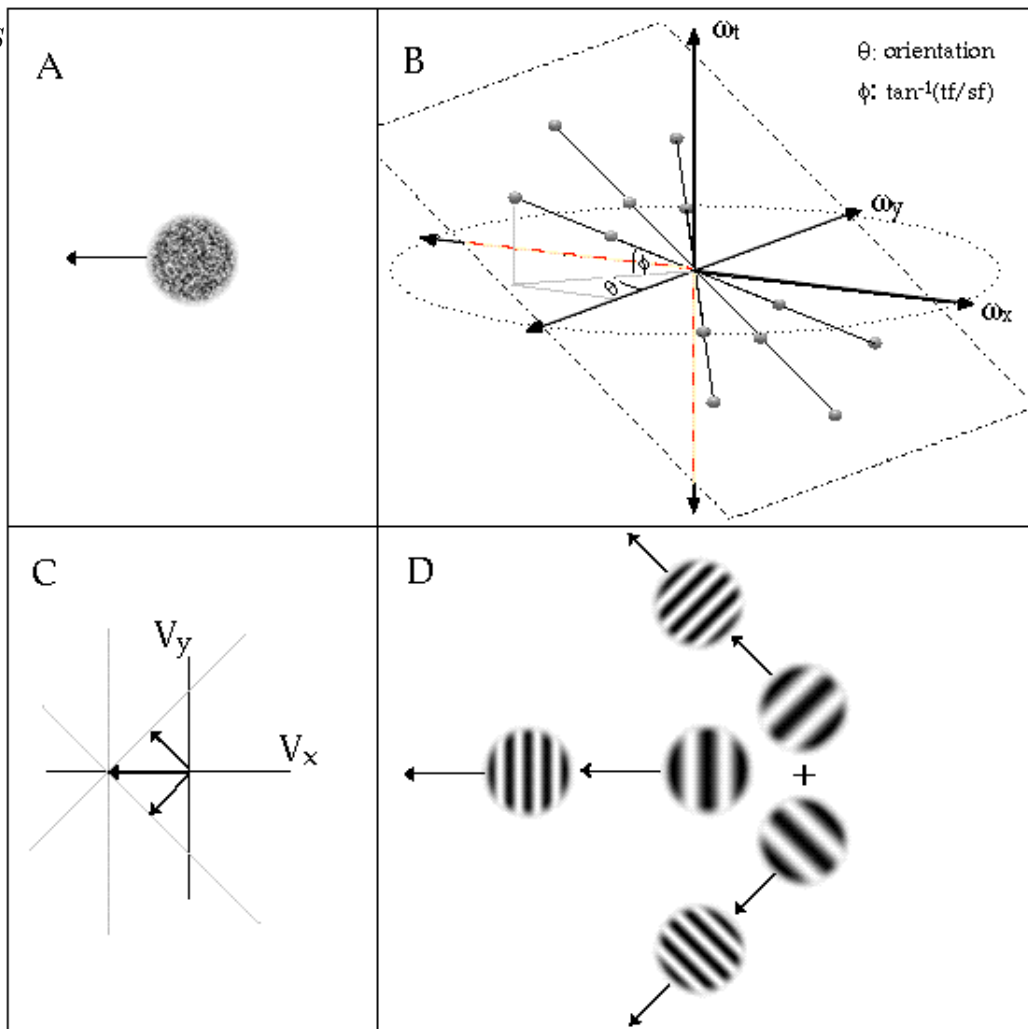 s
A
B
ωt
θ: orientation
ϕ: tan⁻¹(tf/sf)
ωy
ϕ
θ
ωx
C
Vy
Vx
D
+